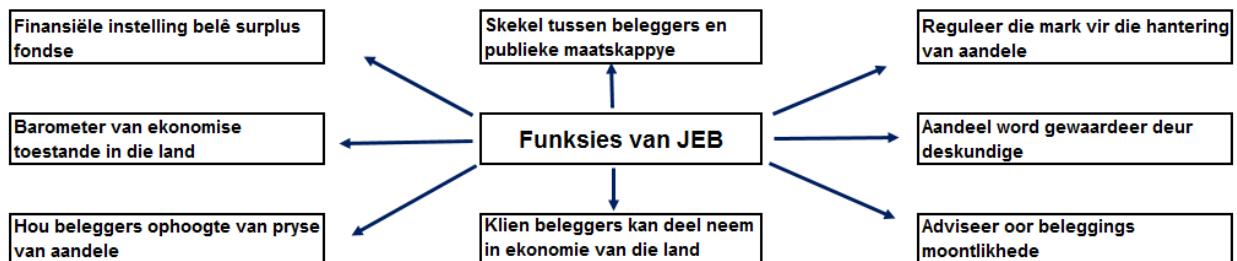 Finansiële instelling belê surplus
fondse
Skekel tussen beleggers en
publieke maatskappye
Reguleer die mark vir die hantering
van aandele
Barometer van ekonomise
toestande in die land
Funksies van JEB
Aandeel word gewaardeer deur
deskundige
Hou beleggers ophoogte van pryse
van aandele
Klien beleggers kan deel neem
in ekonomie van die land
Adviseer oor beleggings
moontlikhede